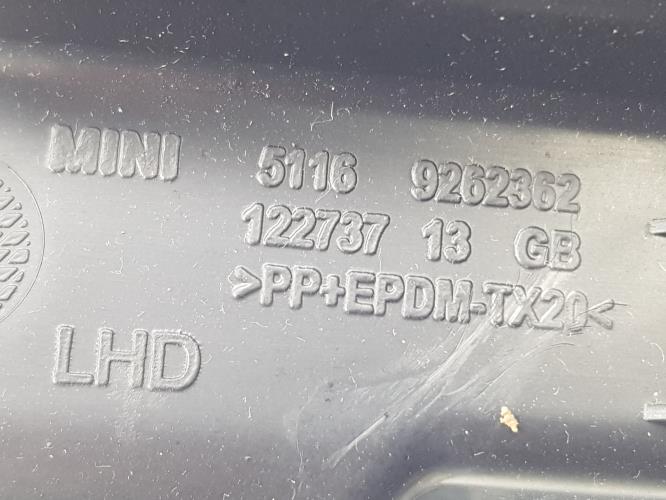 MINI 5116 9262362
122737 13 GB
>PP+EPDM-TX20<
LHD